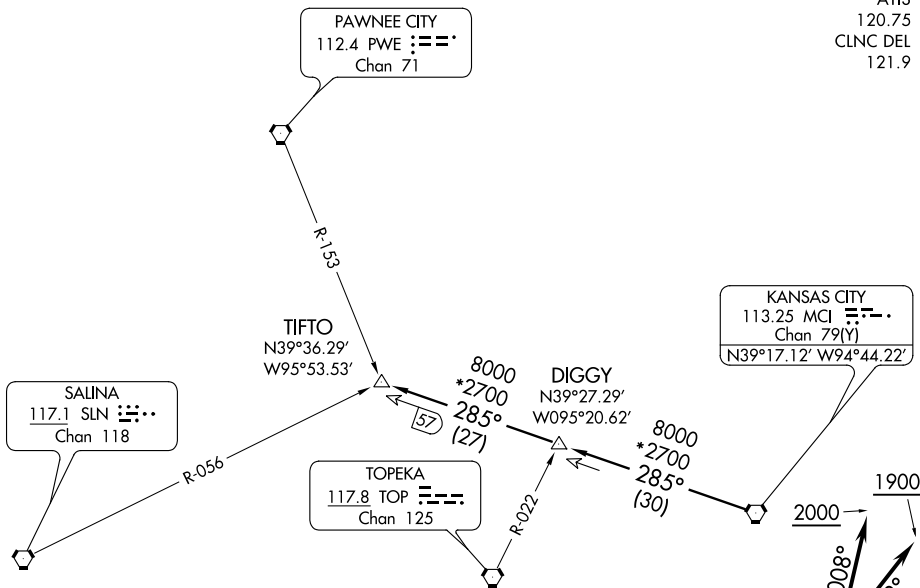 ATIS
120.75
CLNC DEL
121.9
PAWNEE CITY
112.4 PWE
Chan 71
R-153
TIFTO
N39°36.29'
W95°53.53'
8000
*2700
285°
(27)
57
DIGGY
N39°27.29'
W095°20.62'
8000
*2700
285°
(30)
KANSAS CITY
113.25 MCI
Chan 79(Y)
N39°17.12' W94°44.22'
SALINA
117.1 SLN
Chan 118
R-056
TOPEKA
117.8 TOP
Chan 125
R-022
2000
1900
008°